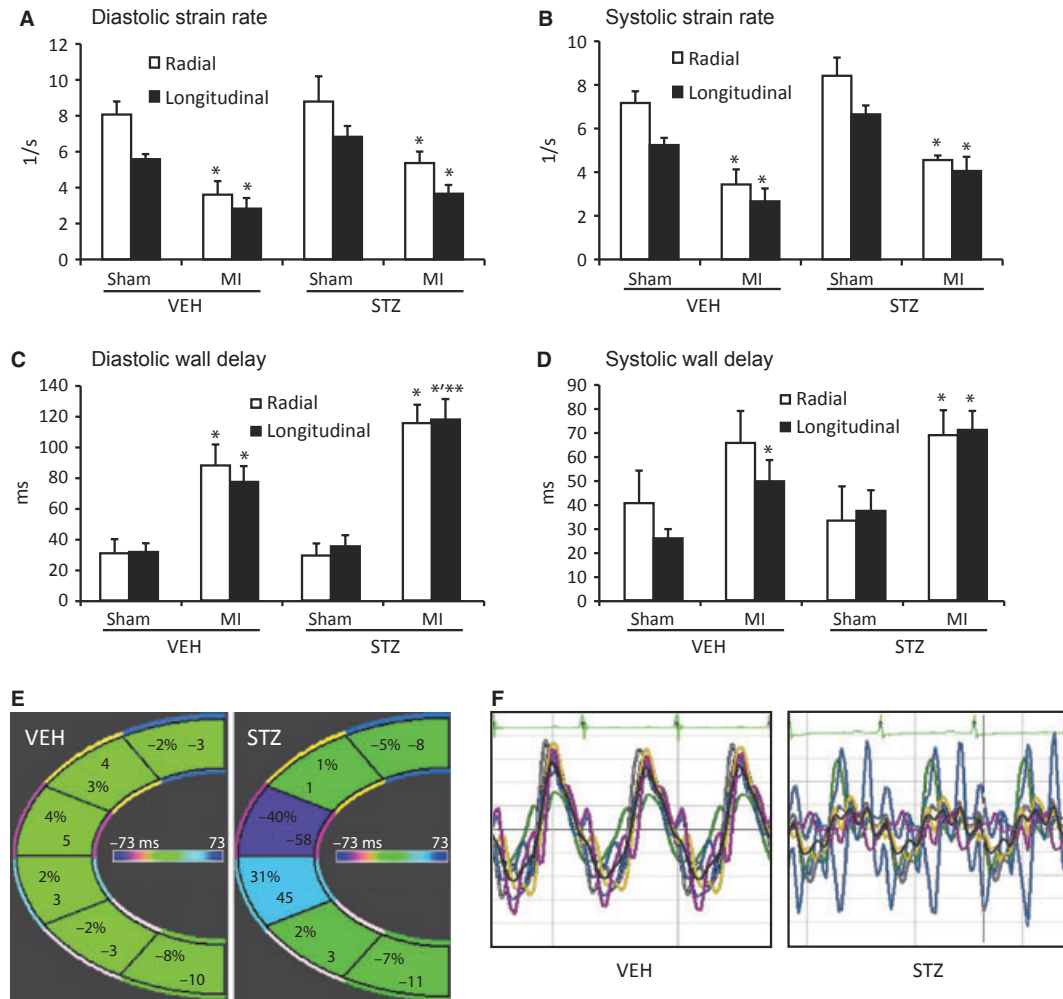 A Diastolic strain rate
12
10
8
6
4
2
0
1/s
Radial
Longitudinal
* * * *
Sham MI Sham MI
VEH STZ
B Systolic strain rate
10
8
6
4
2
0
1/s
Radial
Longitudinal
* * * *
Sham MI Sham MI
VEH STZ
C Diastolic wall delay
140
120
100
80
60
40
20
0
ms
Radial
Longitudinal
* * * *'**
Sham MI Sham MI
VEH STZ
D Systolic wall delay
90
80
70
60
50
40
30
20
10
0
ms
Radial
Longitudinal
* * *
Sham MI Sham MI
VEH STZ
E
VEH
–2% –3
4
3%
4%
5
2%
3
–2%
–3
–8%
–10
–73 ms 73
STZ
–5% –8
1%
1
–40%
–58
31%
45
2%
3
–7%
–11
–73 ms 73
F
VEH STZ